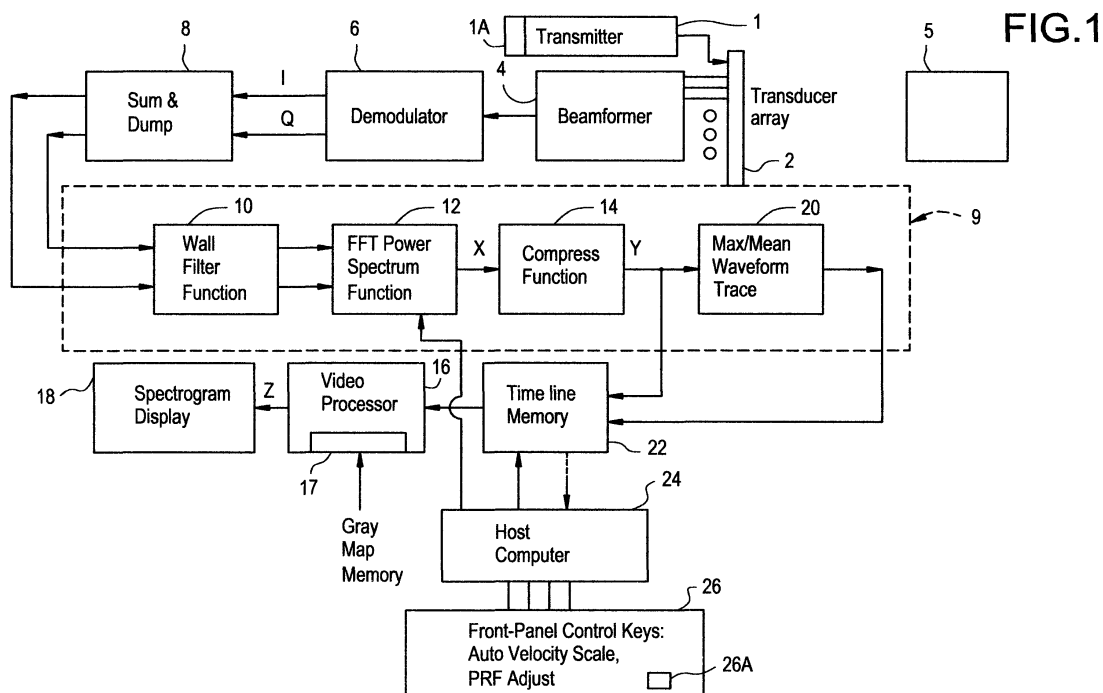 FIG.1
1A
Transmitter
1
8
6
4
5
Sum &
Dump
I
Q
Demodulator
Beamformer
Transducer
array
2
9
10
12
14
20
Wall
Filter
Function
FFT Power
Spectrum
Function
X
Compress
Function
Y
Max/Mean
Waveform
Trace
18
Spectrogram
Display
Z
Video
Processor
16
17
Time line
Memory
22
Gray
Map
Memory
24
Host
Computer
26
Front-Panel Control Keys:
Auto Velocity Scale,
PRF Adjust
26A